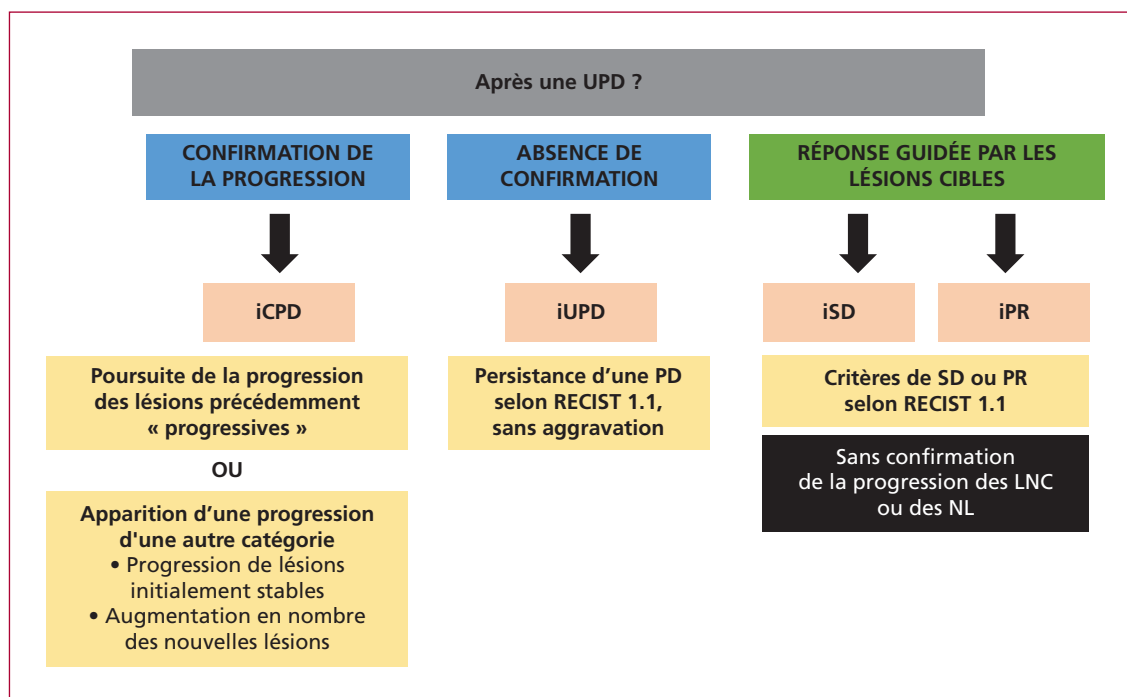 Après une UPD ?
CONFIRMATION DE
LA PROGRESSION
iCPD
Poursuite de la progression
des lésions précédemment
« progressives »
OU
Apparition d’une progression
d'une autre catégorie
• Progression de lésions
initialement stables
• Augmentation en nombre
des nouvelles lésions
ABSENCE DE
CONFIRMATION
iUPD
Persistance d’une PD
selon RECIST 1.1,
sans aggravation
RÉPONSE GUIDÉE PAR LES
LÉSIONS CIBLES
iSD
iPR
Critères de SD ou PR
selon RECIST 1.1
Sans confirmation
de la progression des LNC
ou des NL